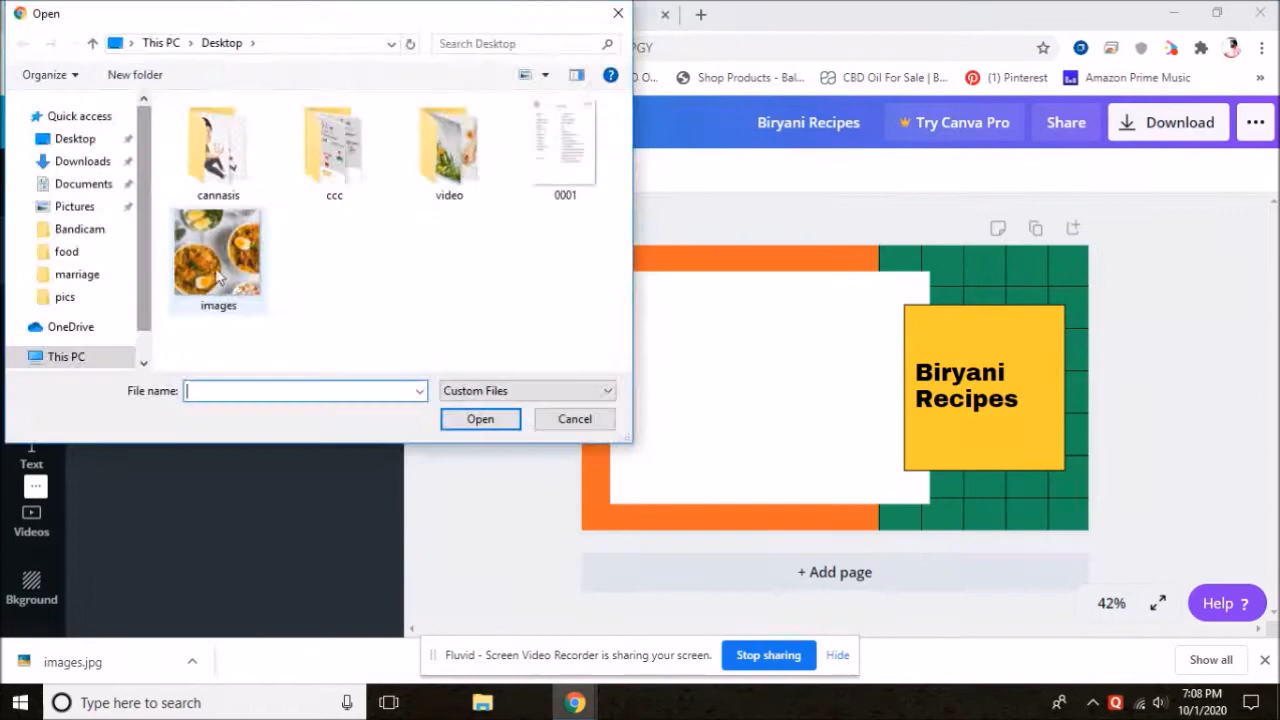 Open
This PC
Desktop
Search Desktop
Organize
New folder
Quick access
Desktop
Downloads
Documents
Pictures
Bandicam
food
marriage
pics
OneDrive
This PC
cannasis
ccc
video
0001
images
File name:
Custom Files
Open
Cancel
PGY
O...
Shop Products - Bal...
CBD Oil For Sale | B...
(1) Pinterest
Amazon Prime Music
»
Biryani Recipes
Try Canva Pro
Share
Download
Biryani
Recipes
+ Add page
42%
Help ?
Text
Videos
Bkground
images.jpg
Fluvid - Screen Video Recorder is sharing your screen.
Stop sharing
Hide
Show all
Type here to search
7:08 PM
10/1/2020